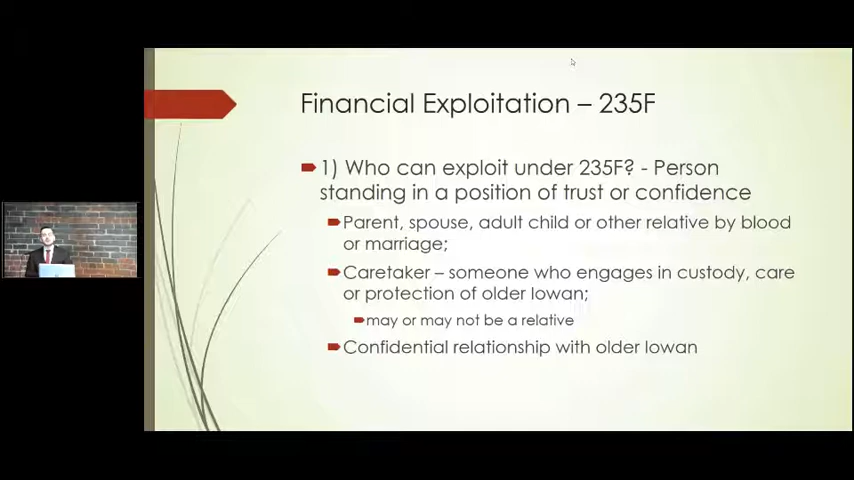 Financial Exploitation – 235F
1) Who can exploit under 235F? - Person
standing in a position of trust or confidence
Parent, spouse, adult child or other relative by blood
or marriage;
Caretaker – someone who engages in custody, care
or protection of older Iowan;
may or may not be a relative
Confidential relationship with older Iowan